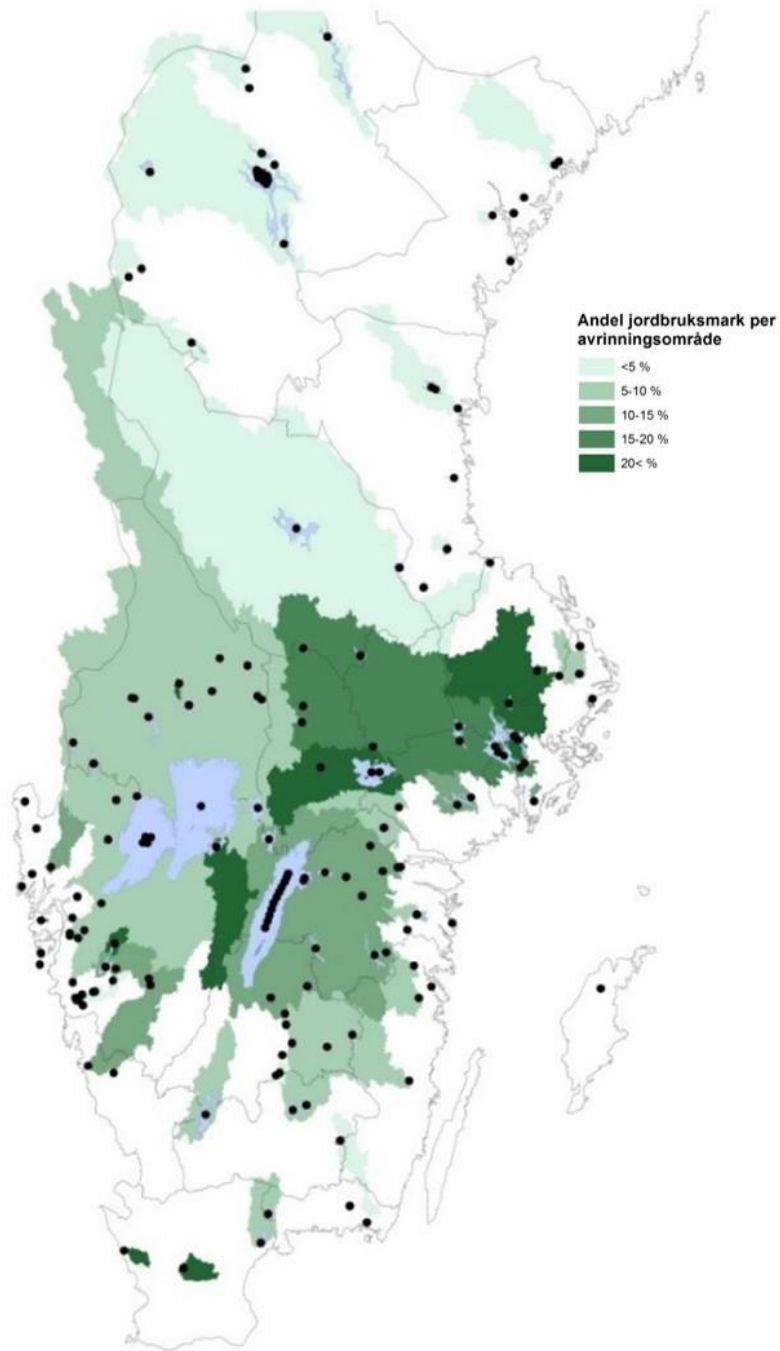 Andel jordbruksmark per
avrinningsområde
<5 %
5-10 %
10-15 %
15-20 %
20< %